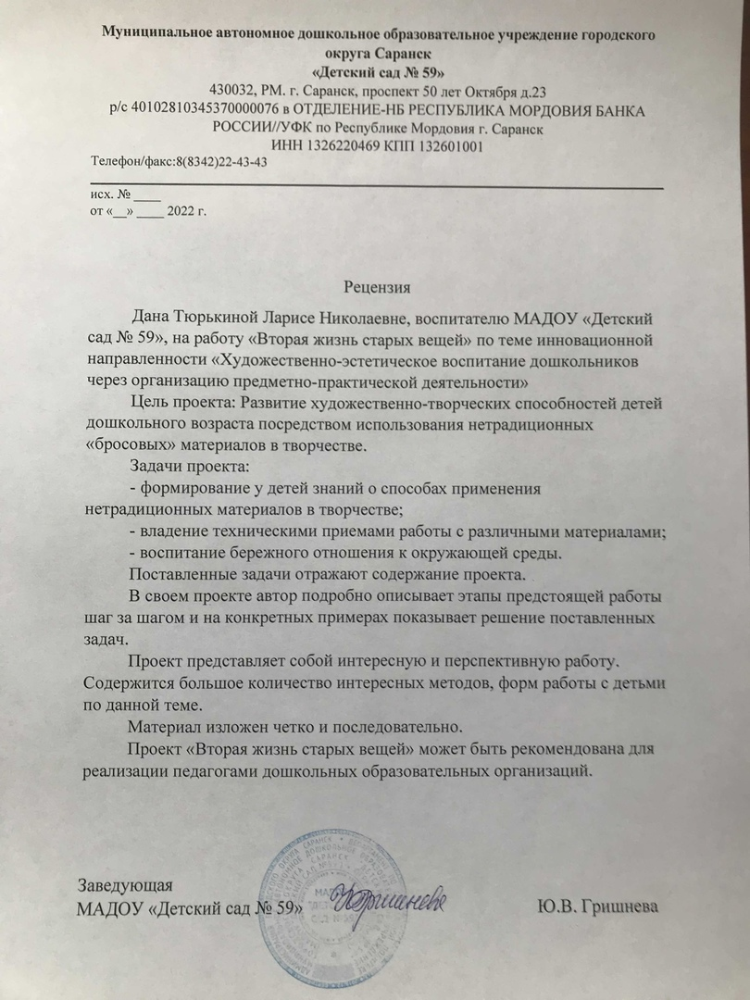 Муниципальное автономное дошкольное образовательное учреждение городского
округа Саранск
«Детский сад № 59»
430032, РМ. г. Саранск, проспект 50 лет Октября д.23
р/с 40102810345370000076 в ОТДЕЛЕНИЕ-НБ РЕСПУБЛИКА МОРДОВИЯ БАНКА
РОССИИ//УФК по Республике Мордовия г. Саранск
ИНН 1326220469 КПП 132601001
Телефон/факс:8(8342)22-43-43
исх. № ____
от «__» ____ 2022 г.
Рецензия
Дана Тюрькиной Ларисе Николаевне, воспитателю МАДОУ «Детский
сад № 59», на работу «Вторая жизнь старых вещей» по теме инновационной
направленности «Художественно-эстетическое воспитание дошкольников
через организацию предметно-практической деятельности»
Цель проекта: Развитие художественно-творческих способностей детей
дошкольного возраста посредством использования нетрадиционных
«бросовых» материалов в творчестве.
Задачи проекта:
- формирование у детей знаний о способах применения
нетрадиционных материалов в творчестве;
- владение техническими приемами работы с различными материалами;
- воспитание бережного отношения к окружающей среды.
Поставленные задачи отражают содержание проекта.
В своем проекте автор подробно описывает этапы предстоящей работы
шаг за шагом и на конкретных примерах показывает решение поставленных
задач.
Проект представляет собой интересную и перспективную работу.
Содержится большое количество интересных методов, форм работы с детьми
по данной теме.
Материал изложен четко и последовательно.
Проект «Вторая жизнь старых вещей» может быть рекомендована для
реализации педагогами дошкольных образовательных организаций.
Заведующая
МАДОУ «Детский сад № 59» Ю.В. Гришнева